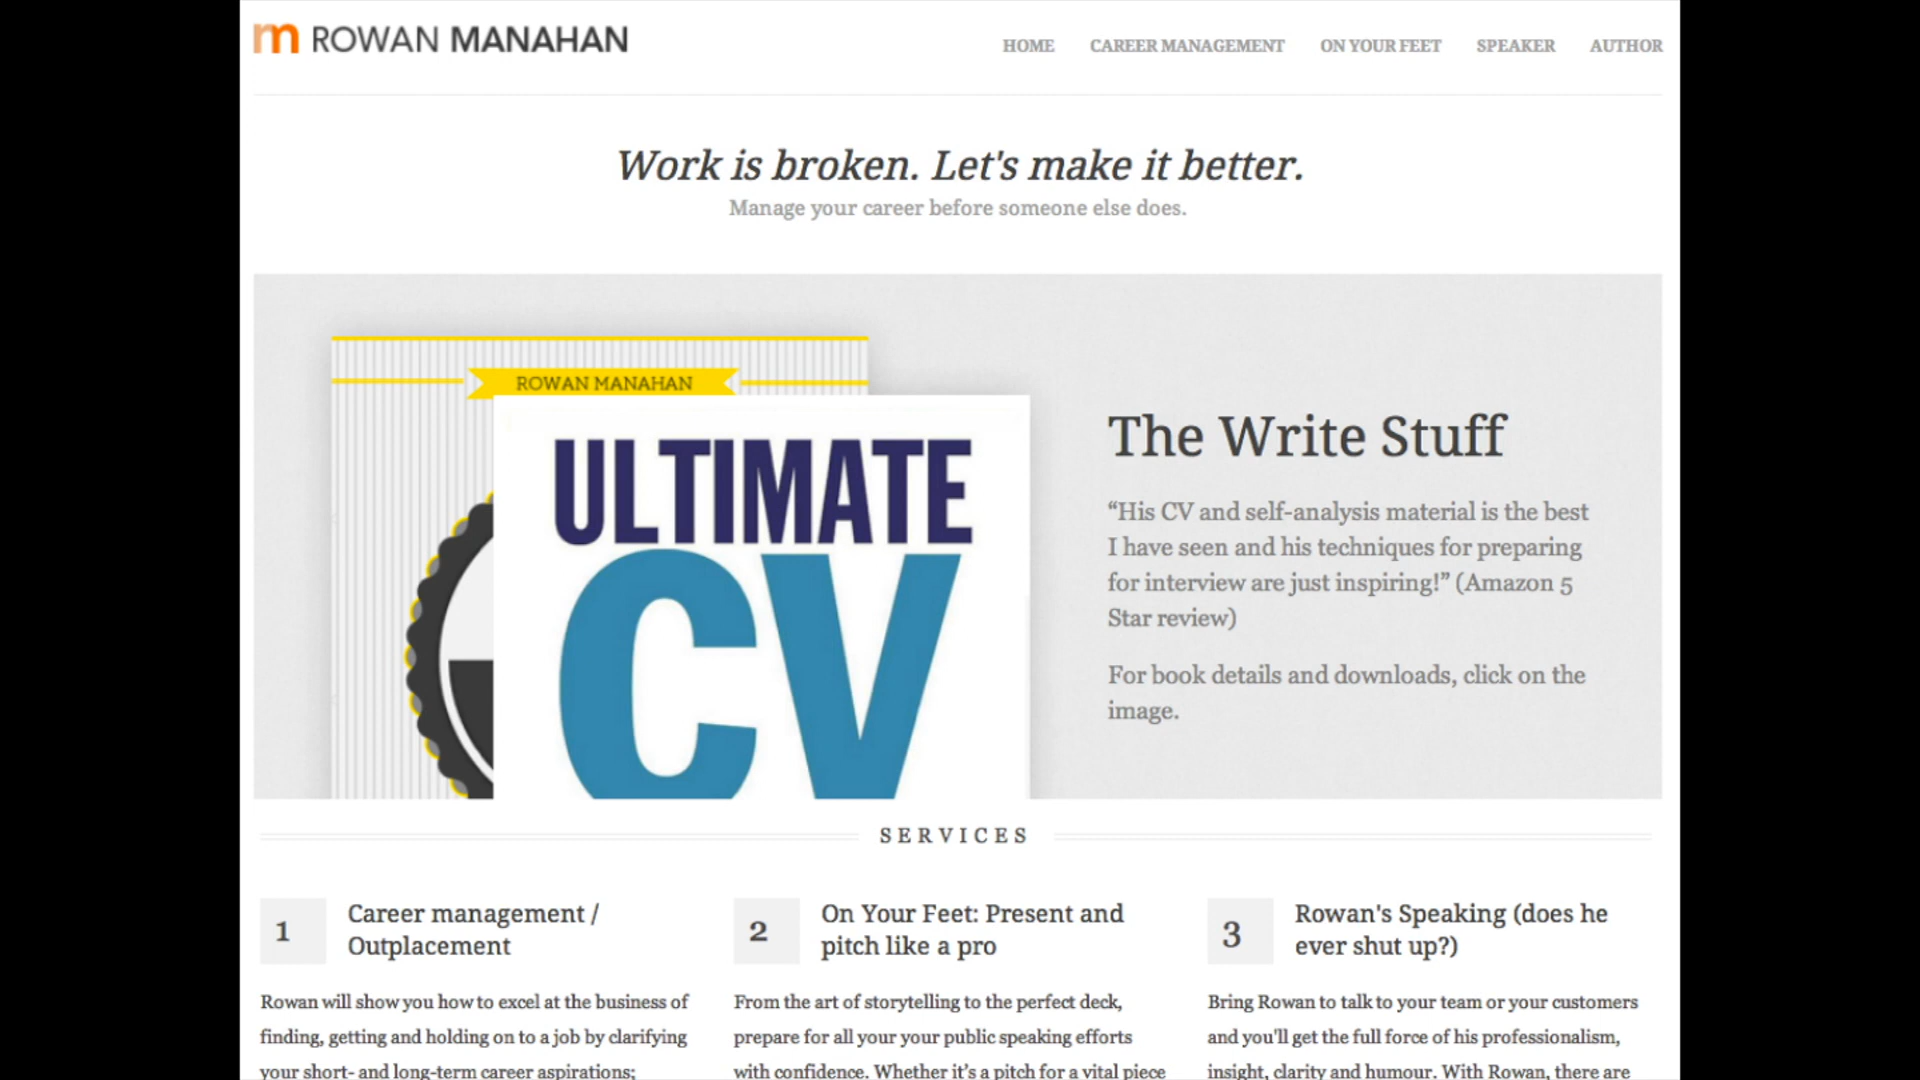 m ROWAN MANAHAN
HOME CAREER MANAGEMENT ON YOUR FEET SPEAKER AUTHOR
Work is broken. Let's make it better.
Manage your career before someone else does.
ROWAN MANAHAN
ULTIMATE
CV
The Write Stuff
“His CV and self-analysis material is the best
I have seen and his techniques for preparing
for interview are just inspiring!” (Amazon 5
Star review)
For book details and downloads, click on the
image.
SERVICES
1
Career management /
Outplacement
Rowan will show you how to excel at the business of
finding, getting and holding on to a job by clarifying
your short- and long-term career aspirations;
2
On Your Feet: Present and
pitch like a pro
From the art of storytelling to the perfect deck,
prepare for all your your public speaking efforts
with confidence. Whether it’s a pitch for a vital piece
3
Rowan's Speaking (does he
ever shut up?)
Bring Rowan to talk to your team or your customers
and you'll get the full force of his professionalism,
insight, clarity and humour. With Rowan, there are